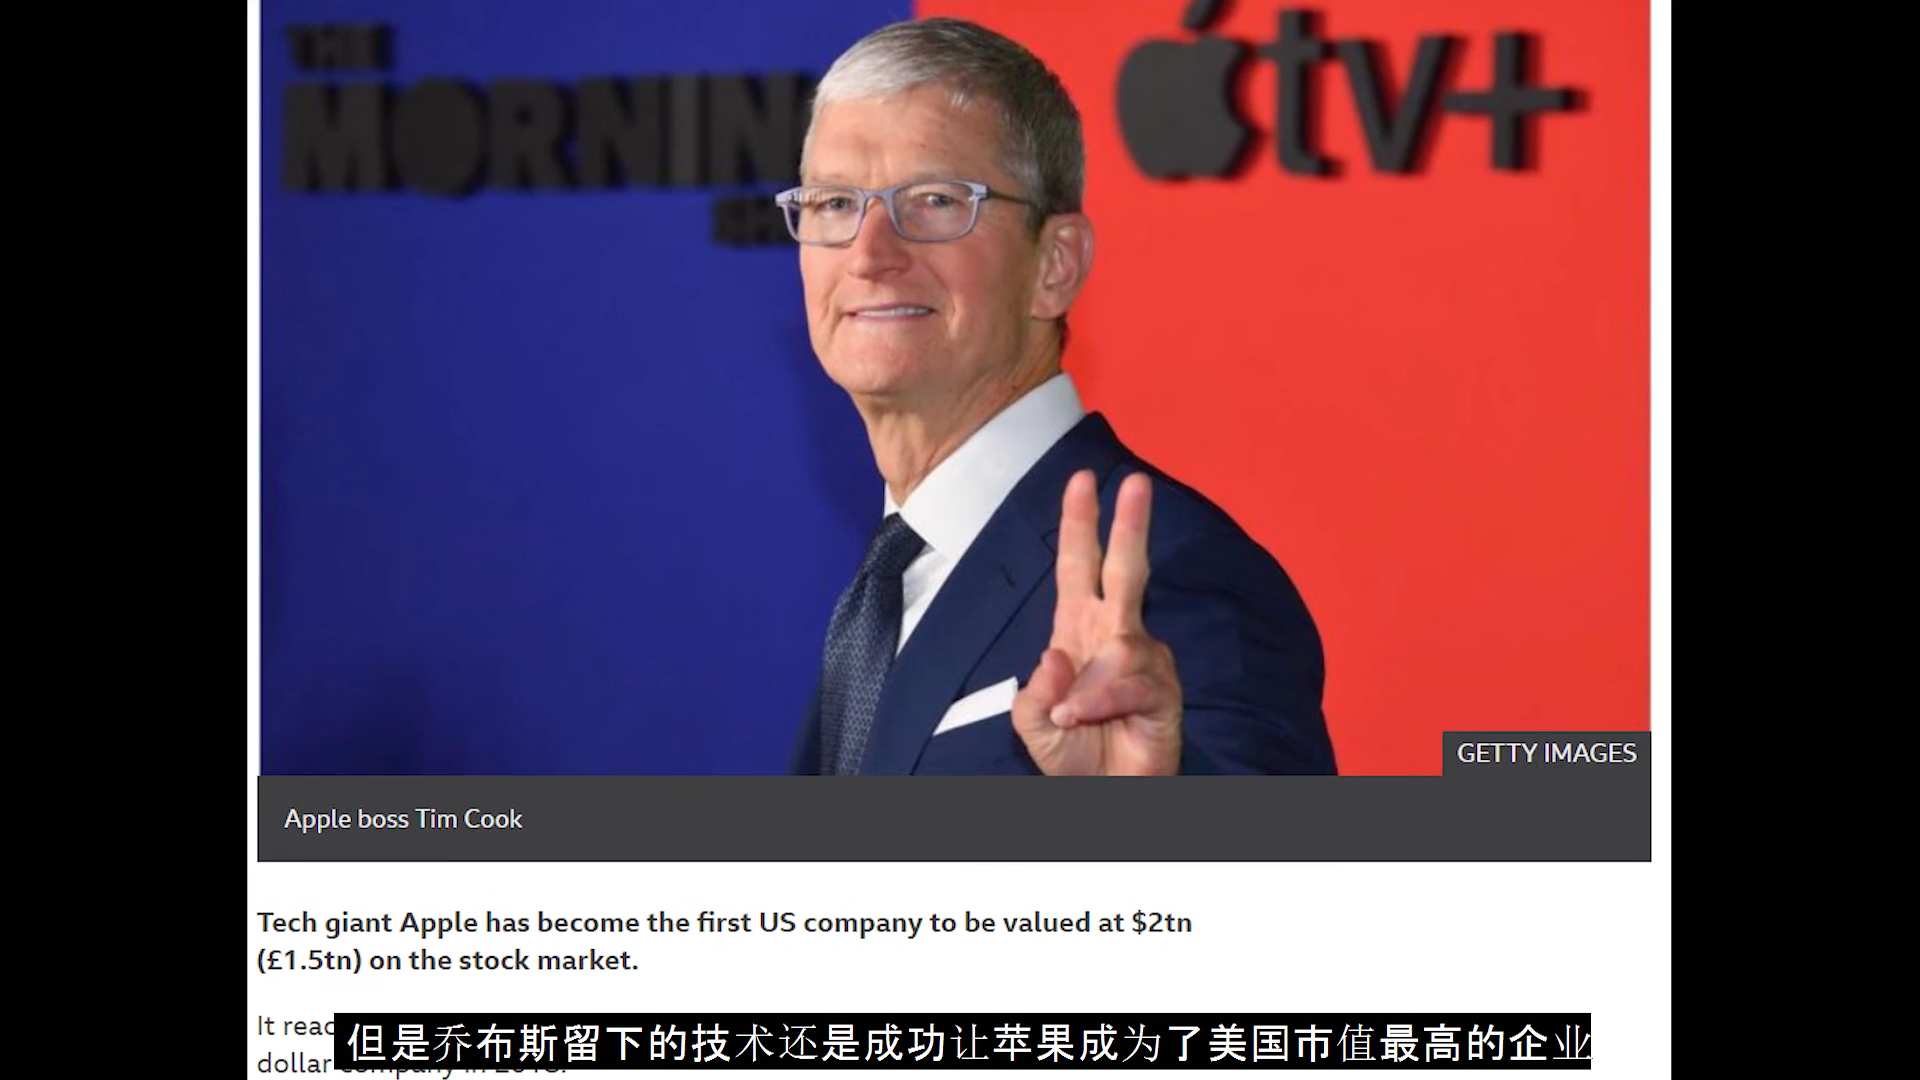 THE
MORNIN
SH
tv+
GETTY IMAGES
Apple boss Tim Cook
Tech giant Apple has become the first US company to be valued at $2tn
(£1.5tn) on the stock market.
It reac
但是乔布斯留下的技术还是成功让苹果成为了美国市值最高的企业
dollar